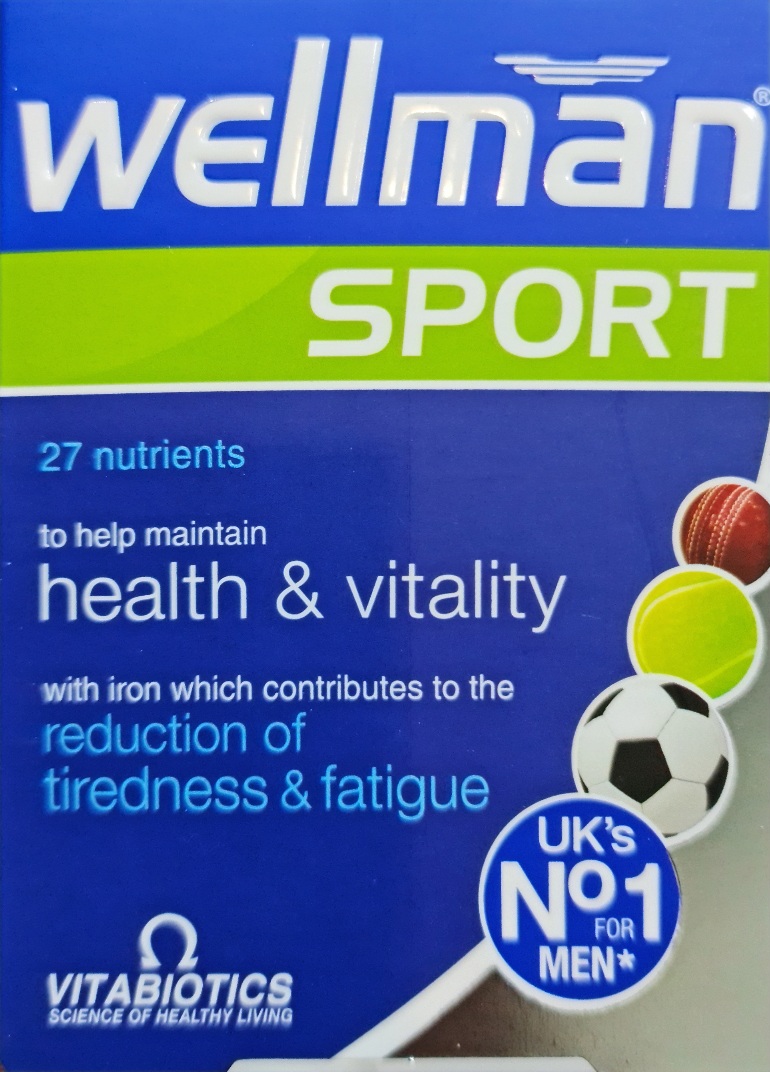 wellman®
SPORT
27 nutrients
to help maintain
health & vitality
with iron which contributes to the
reduction of
tiredness & fatigue
UK's
Nº1
FOR
MEN*
VITABIOTICS
SCIENCE OF HEALTHY LIVING